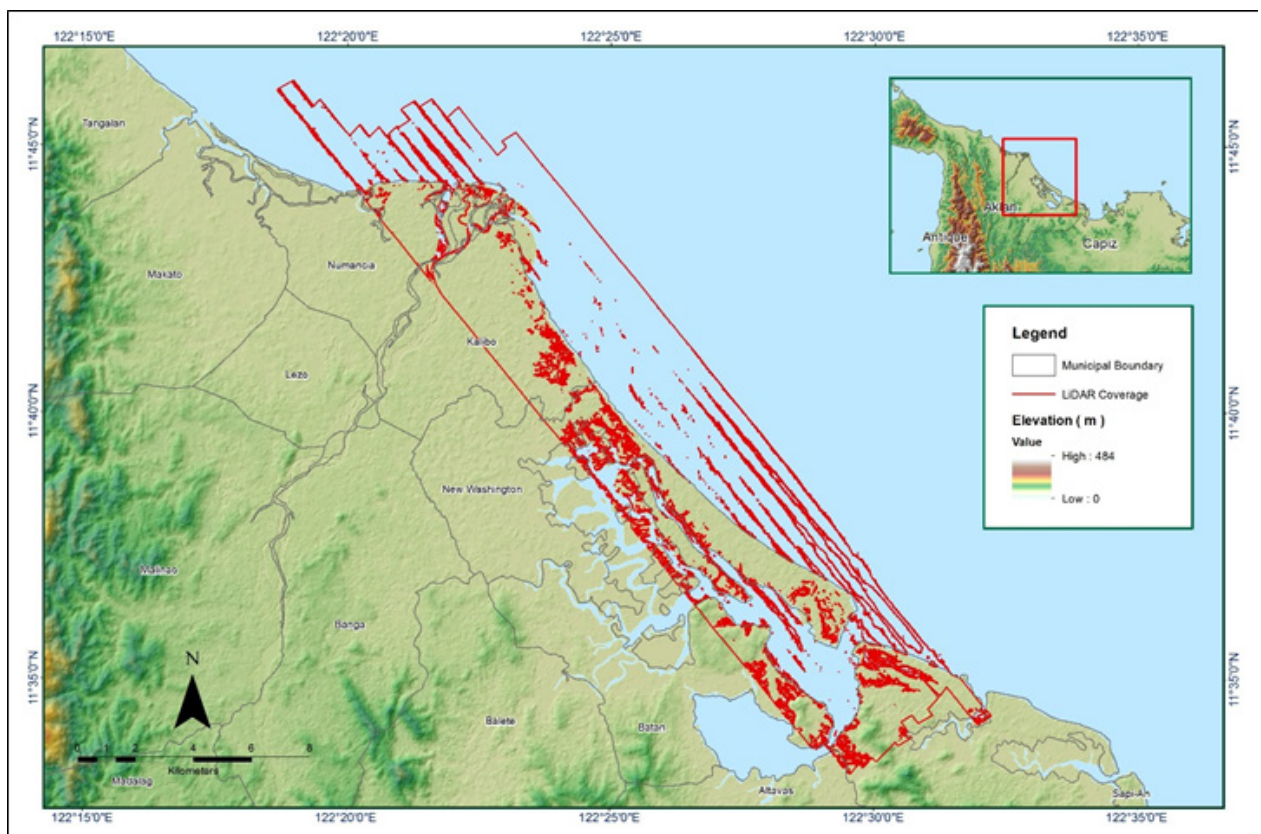 122°15'0"E 122°20'0"E 122°25'0"E 122°30'0"E 122°35'0"E
Tangalan
11°45'0"N
11°45'0"N
Aklan
Antique
Capiz
Makato
Numancia
Legend
Municipal Boundary
LiDAR Coverage
Elevation ( m )
Value
High : 484
Low : 0
Kalibo
Lezo
11°40'0"N
11°40'0"N
New Washington
Malinao
Banga
N
11°35'0"N
11°35'0"N
Balete
Batan
0 1 2 4 6 8
Kilometers
Madalag
Altavas
Sapi-An
122°15'0"E 122°20'0"E 122°25'0"E 122°30'0"E 122°35'0"E